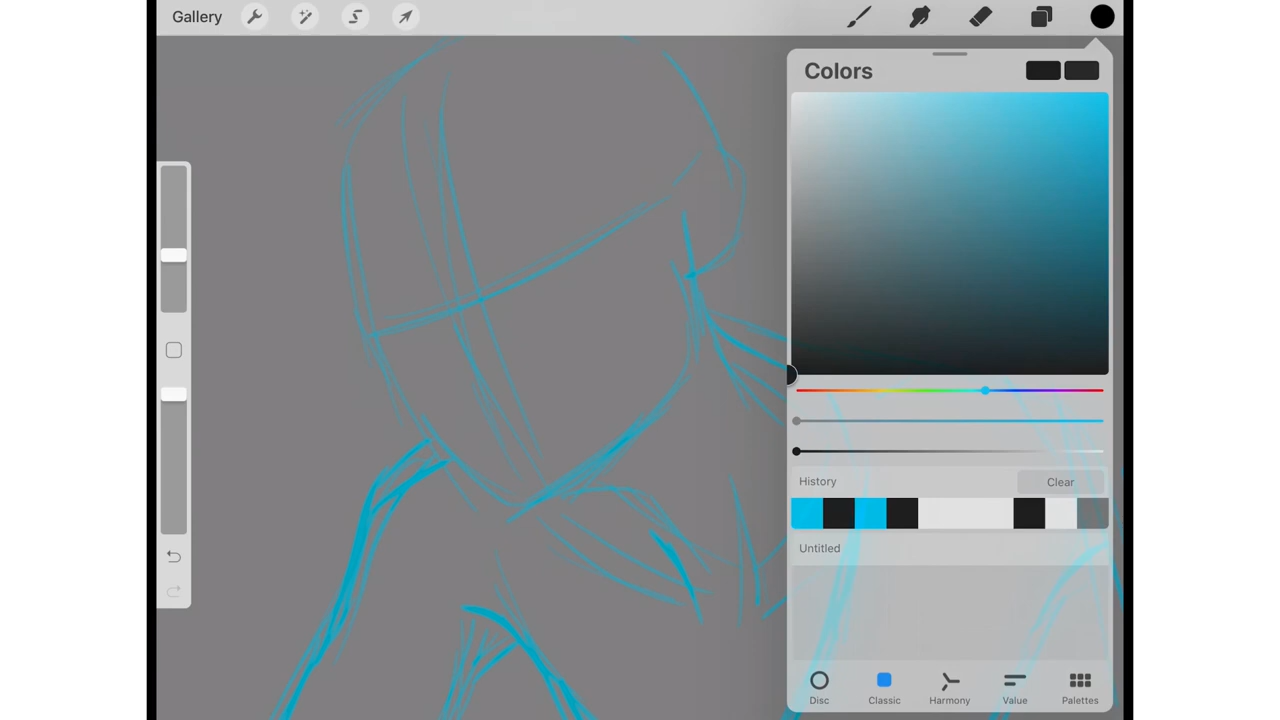 Gallery
Colors
History
Clear
Untitled
Disc
Classic
Harmony
Value
Palettes